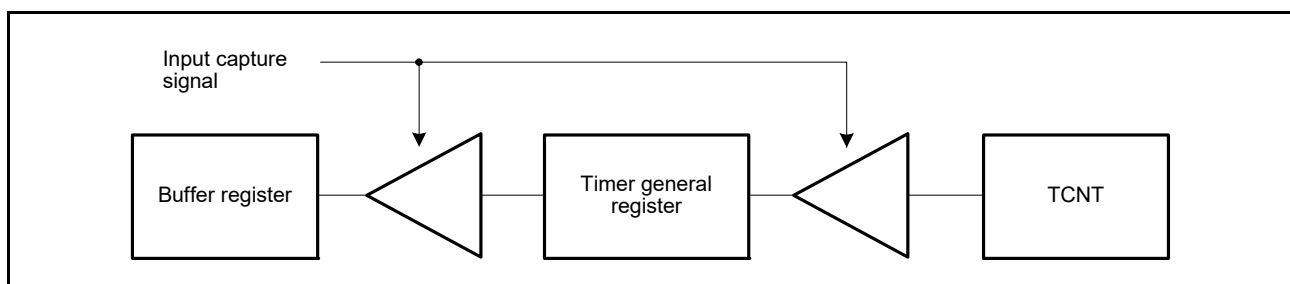 Input capture
signal
Buffer register
Timer general
register
TCNT